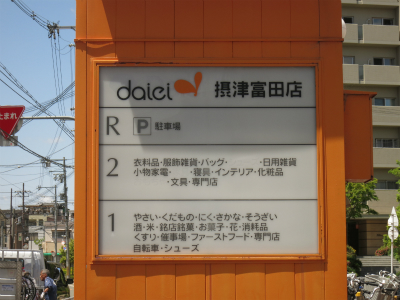 daiei 摂津富田店
R P 駐車場
2 衣料品・服飾雑貨・バッグ・ 日用雑貨
小物家電・ ・寝具・インテリア・化粧品
・文具・専門店
1 やさい・くだもの・にく・さかな・そうざい
酒・米・銘店銘菓・お菓子・花・消耗品
くすり・催事場・ファーストフード・専門店
自転車・シューズ
止まれ